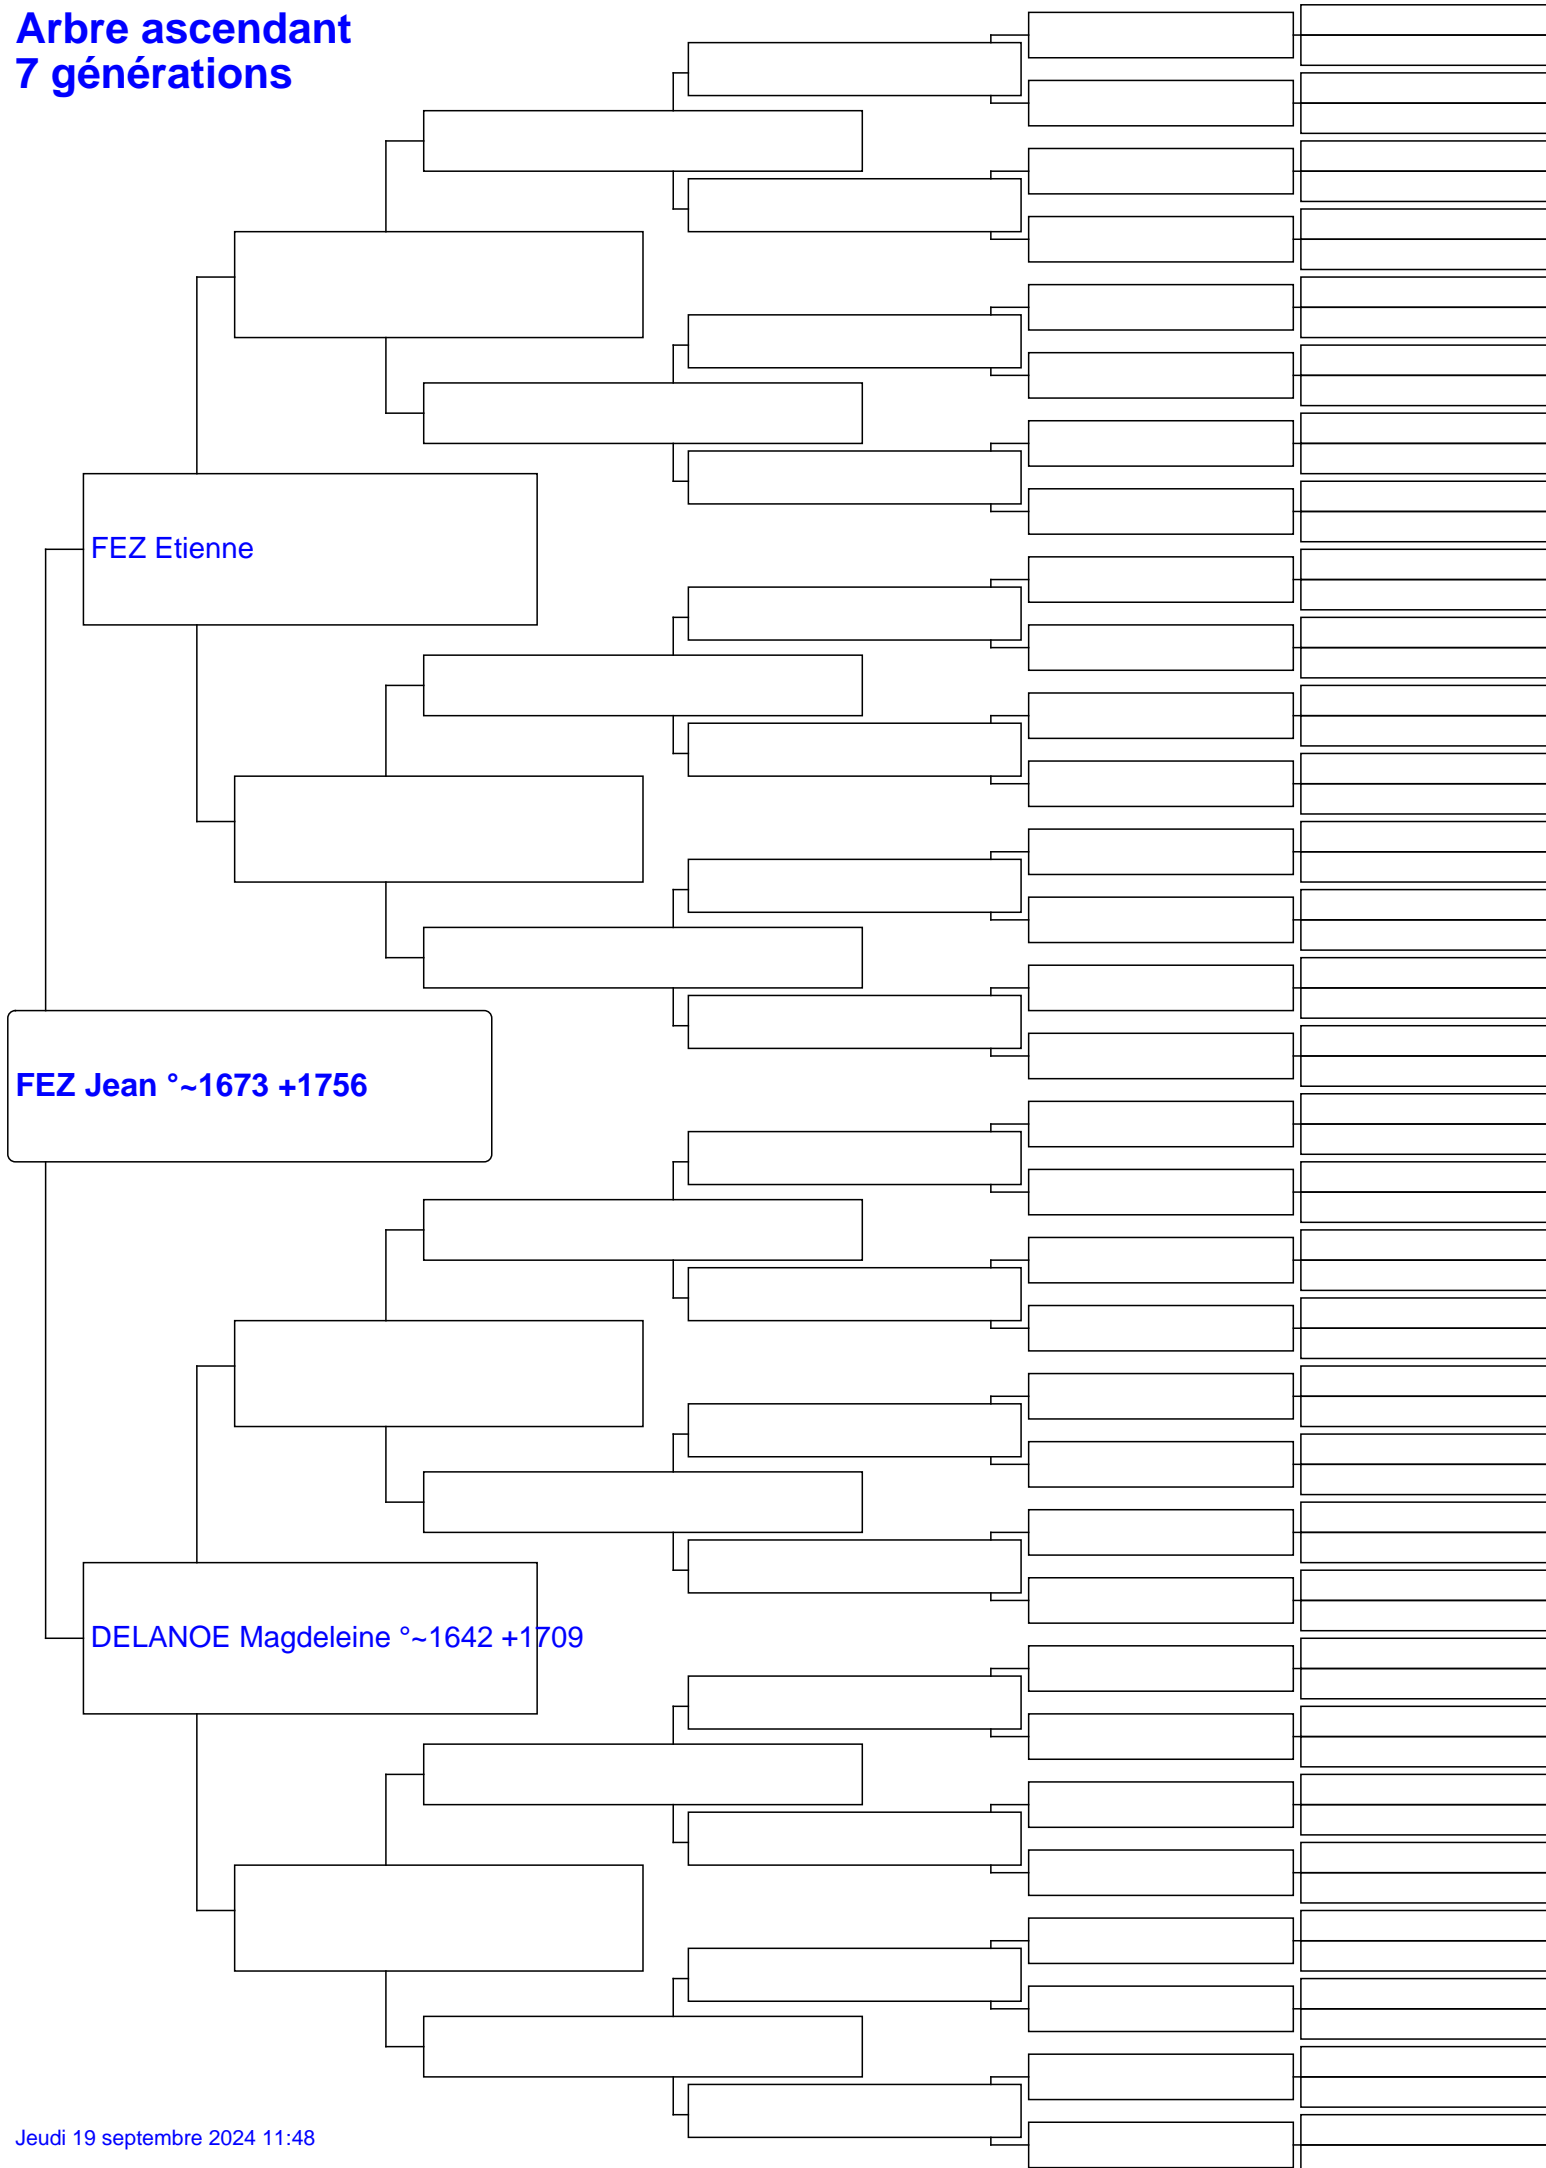 Arbre ascendant
7 générations
FEZ Etienne
FEZ Jean °~1673 +1756
DELANOE Magdeleine °~1642 +1709
Jeudi 19 septembre 2024 11:48